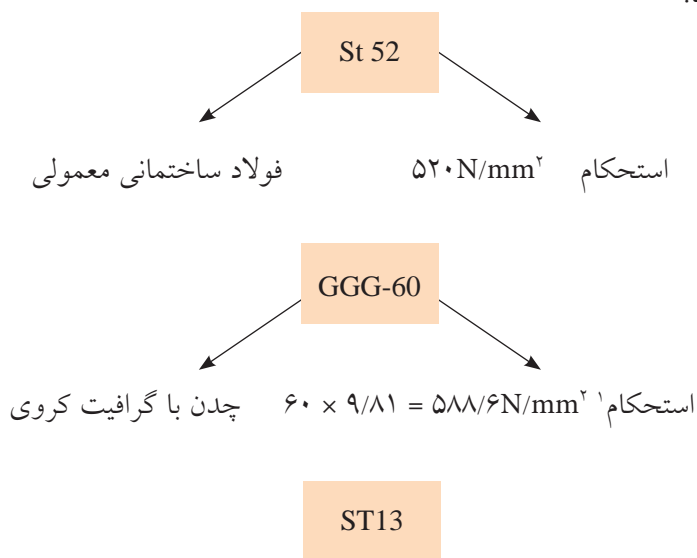 St 52
استحکام ۵۲۰N/mm² فولاد ساختمانی معمولی
GGG-60
استحکام¹ ۶۰ × ۹/۸۱ = ۵۸۸/۶N/mm² چدن با گرافیت کروی
ST13